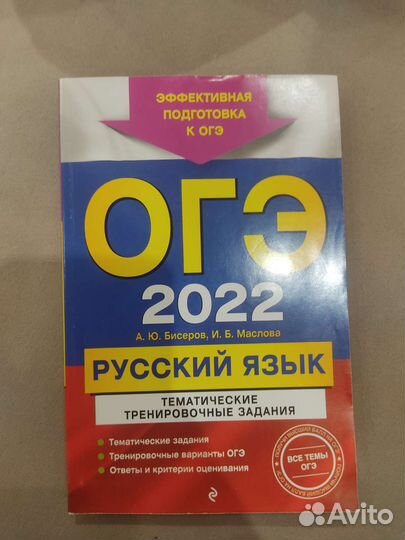 ЭФФЕКТИВНАЯ
ПОДГОТОВКА
К ОГЭ
ОГЭ
2022
А. Ю. Бисеров, И. Б. Маслова
РУССКИЙ ЯЗЫК
ТЕМАТИЧЕСКИЕ
ТРЕНИРОВОЧНЫЕ ЗАДАНИЯ
• Тематические задания
• Тренировочные варианты ОГЭ
• Ответы и критерии оценивания
ВСЕ ТЕМЫ
ОГЭ
Avito